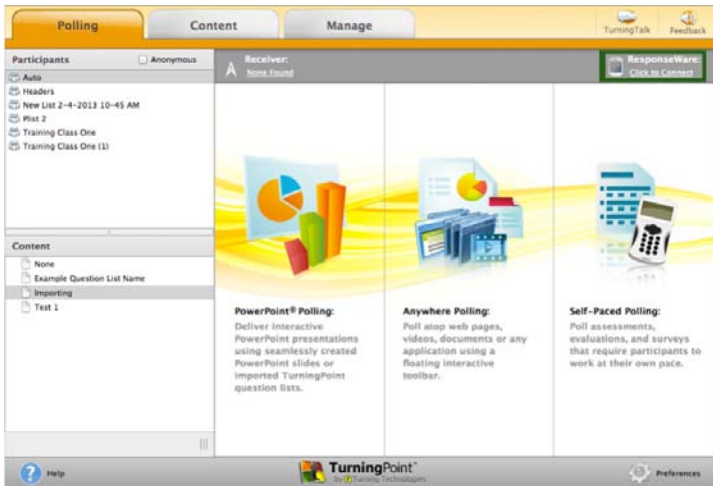 Polling
Content
Manage
TurningTalk
Feedback
Participants
Anonymous
Receiver:
None Found
ResponseWare:
Click to Connect
Auto
Headers
New List 2-4-2013 10-45 AM
Plist 2
Training Class One
Training Class One (1)
Content
None
Example Question List Name
Importing
Test 1
PowerPoint® Polling:
Deliver interactive
PowerPoint presentations
using seamlessly created
PowerPoint slides or
imported TurningPoint
question lists.
Anywhere Polling:
Poll atop web pages,
videos, documents or any
application using a
floating interactive
toolbar.
Self-Paced Polling:
Poll assessments,
evaluations, and surveys
that require participants to
work at their own pace.
Help
TurningPoint
by Turning Technologies
Preferences